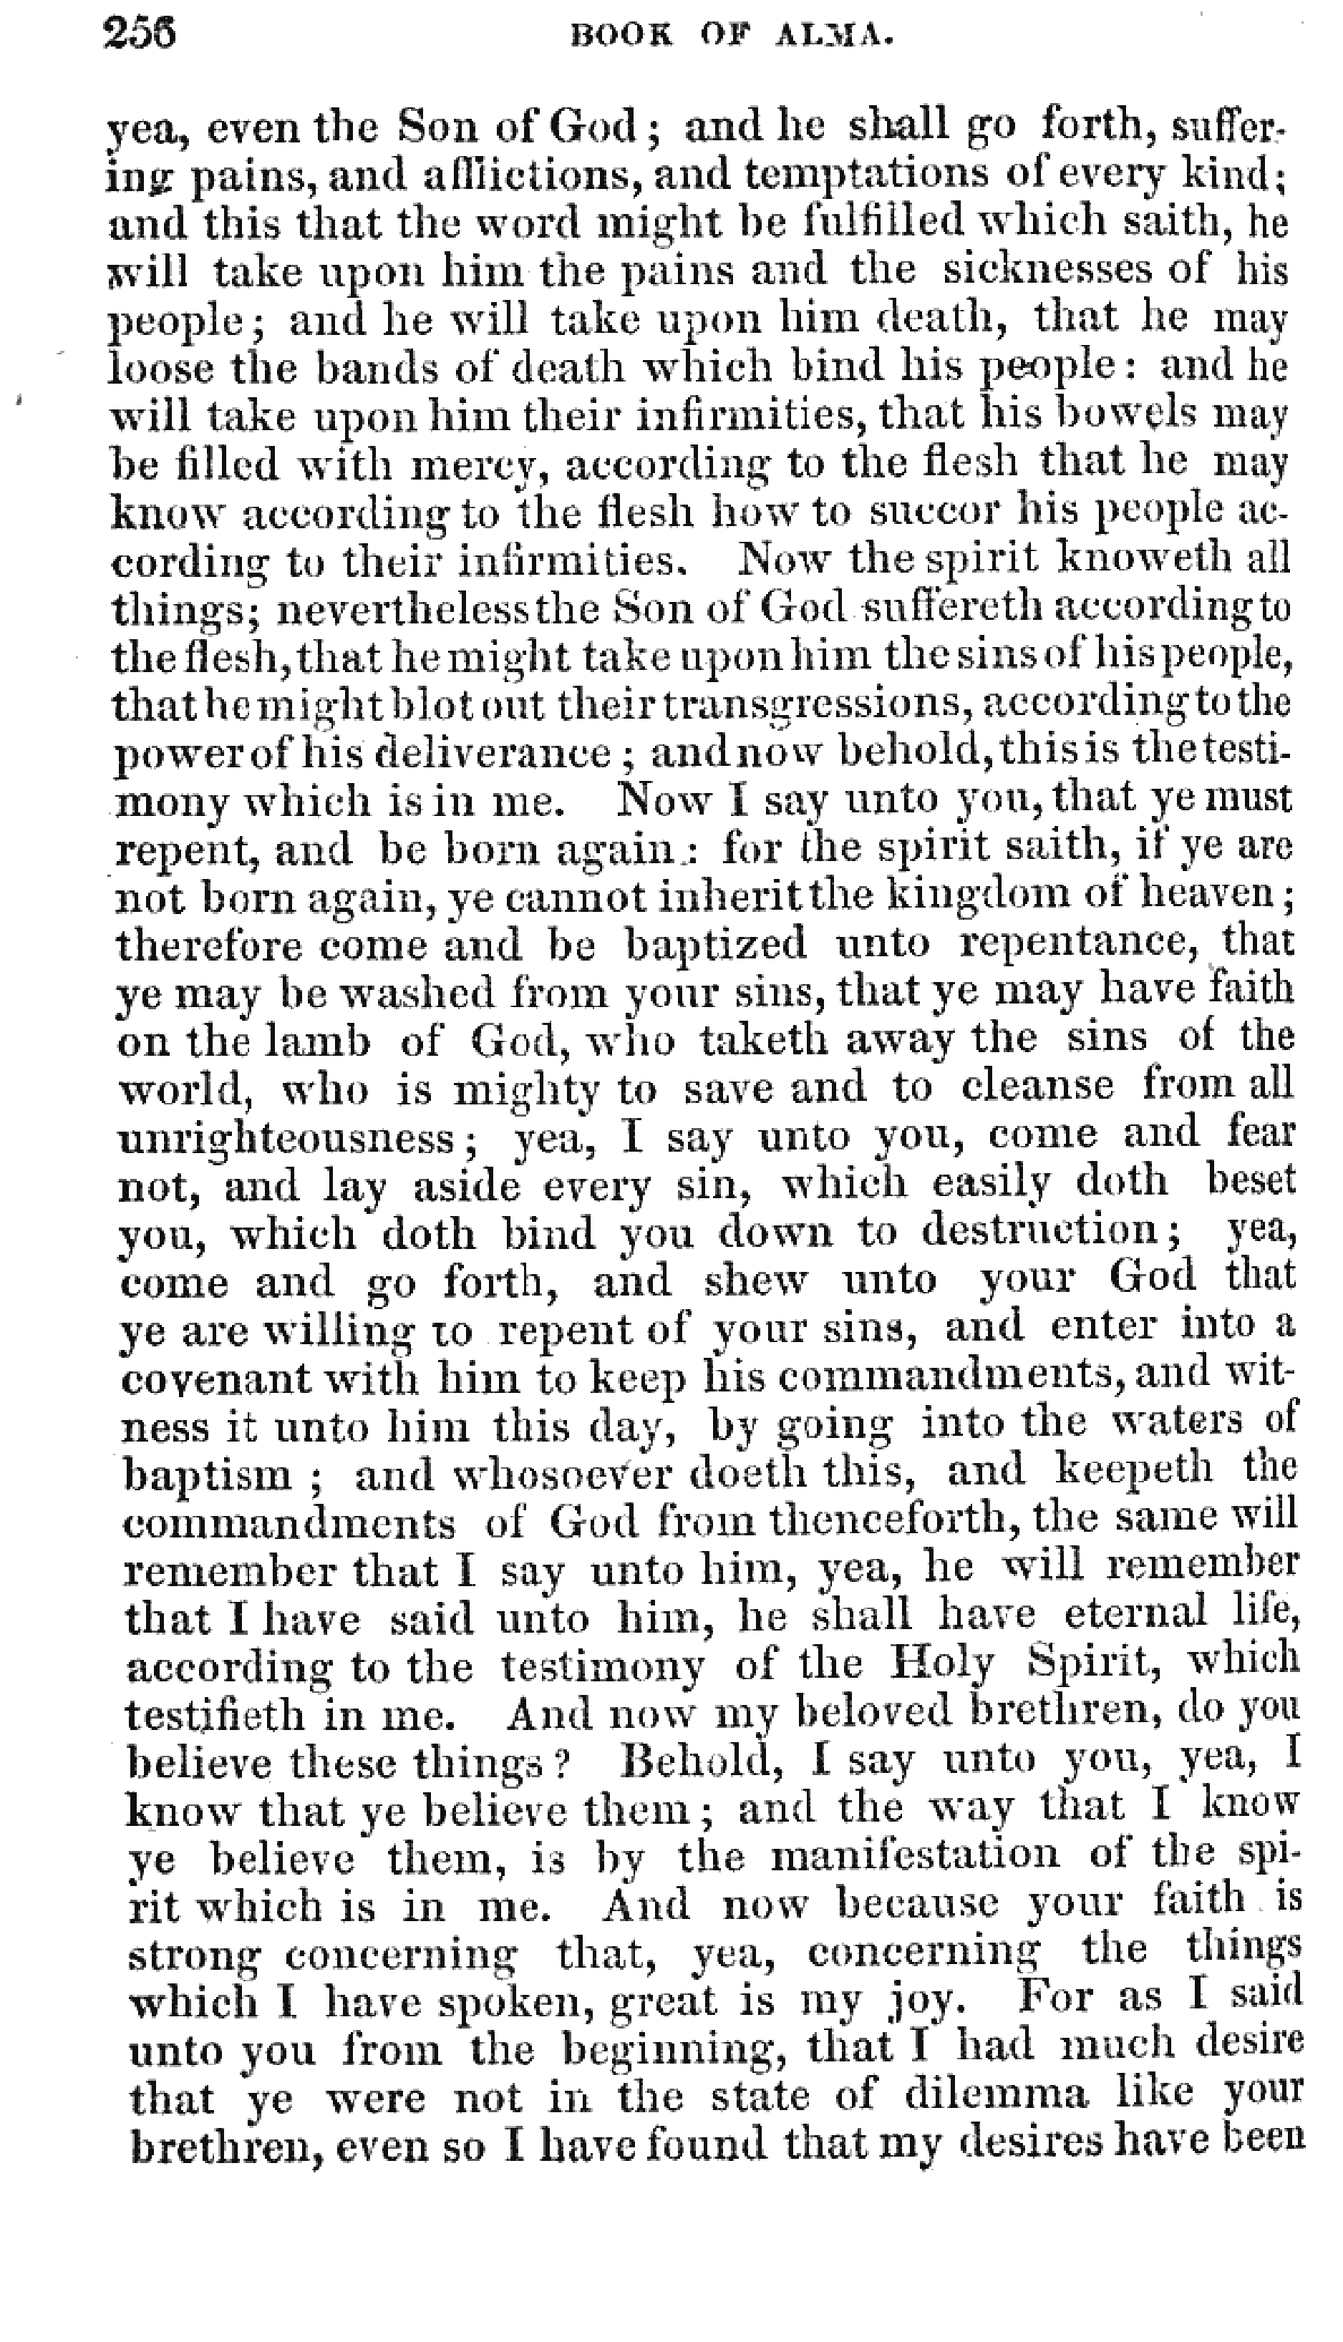 256 BOOK OF ALMA.
yea, even the Son of God; and he shall go forth, suffer-
ing pains, and afflictions, and temptations of every kind;
and this that the word might be fulfilled which saith, he
will take upon him the pains and the sicknesses of his
people; and he will take upon him death, that he may
loose the bands of death which bind his people: and he
will take upon him their infirmities, that his bowels may
be filled with mercy, according to the flesh that he may
know according to the flesh how to succor his people ac-
cording to their infirmities. Now the spirit knoweth all
things; nevertheless the Son of God suffereth according to
the flesh, that he might take upon him the sins of his people,
that he might blot out their transgressions, according to the
power of his deliverance; and now behold, this is the testi-
mony which is in me. Now I say unto you, that ye must
repent, and be born again: for the spirit saith, if ye are
not born again, ye cannot inherit the kingdom of heaven;
therefore come and be baptized unto repentance, that
ye may be washed from your sins, that ye may have faith
on the lamb of God, who taketh away the sins of the
world, who is mighty to save and to cleanse from all
unrighteousness; yea, I say unto you, come and fear
not, and lay aside every sin, which easily doth beset
you, which doth bind you down to destruction; yea,
come and go forth, and shew unto your God that
ye are willing to repent of your sins, and enter into a
covenant with him to keep his commandments, and wit-
ness it unto him this day, by going into the waters of
baptism; and whosoever doeth this, and keepeth the
commandments of God from thenceforth, the same will
remember that I say unto him, yea, he will remember
that I have said unto him, he shall have eternal life,
according to the testimony of the Holy Spirit, which
testifieth in me. And now my beloved brethren, do you
believe these things? Behold, I say unto you, yea, I
know that ye believe them; and the way that I know
ye believe them, is by the manifestation of the spi-
rit which is in me. And now because your faith is
strong concerning that, yea, concerning the things
which I have spoken, great is my joy. For as I said
unto you from the beginning, that I had much desire
that ye were not in the state of dilemma like your
brethren, even so I have found that my desires have been